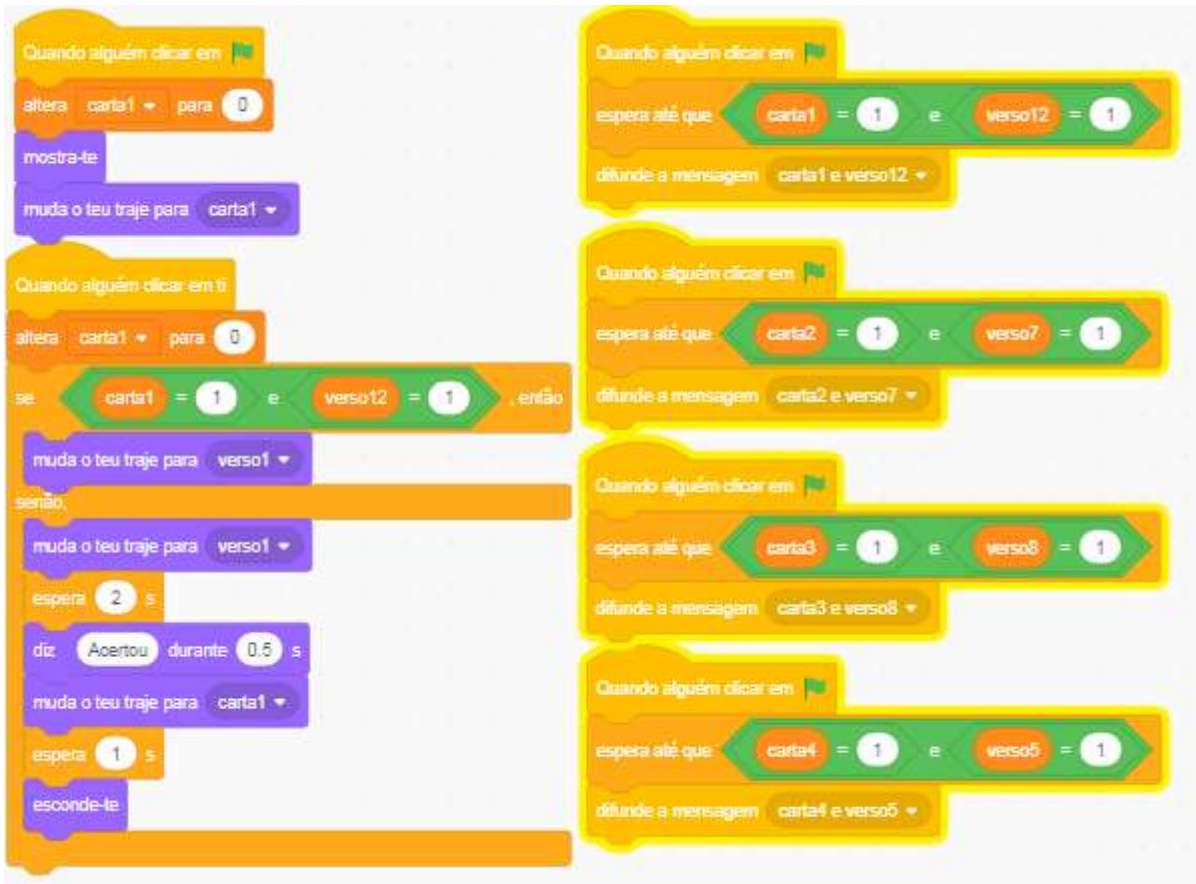 Quando alguém clicar em
altera carta1 para 0
mostra-te
muda o teu traje para carta1
Quando alguém clicar em ti
altera carta1 para 0
se carta1 = 1 e verso12 = 1 , então
muda o teu traje para verso1
senão,
muda o teu traje para verso1
espera 2 s
diz Acertou durante 0.5 s
muda o teu traje para carta1
espera 1 s
esconde-te
Quando alguém clicar em
espera até que carta1 = 1 e verso12 = 1
difunde a mensagem carta1 e verso12
Quando alguém clicar em
espera até que carta2 = 1 e verso7 = 1
difunde a mensagem carta2 e verso7
Quando alguém clicar em
espera até que carta3 = 1 e verso8 = 1
difunde a mensagem carta3 e verso8
Quando alguém clicar em
espera até que carta4 = 1 e verso5 = 1
difunde a mensagem carta4 e verso5